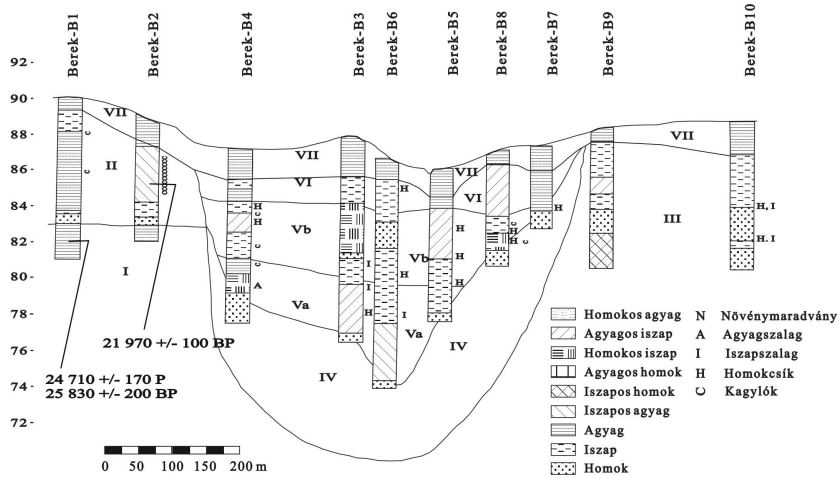 Berek-B1
Berek-B2
Berek-B4
Berek-B3
Berek-B6
Berek-B5
Berek-B8
Berek-B7
Berek-B9
Berek-B10
92 -
90 -
88 -
86 -
84 -
82 -
80 -
78 -
76 -
74 -
72 -
VII
VII
VII
VII
II
VI
VI
Vb
Vb
III
I
Va
Va
IV
IV
c
c
H
c
H
c
c
A
I
I
H
H
H
I
H
H
H
c
H
H
c
H
H, I
H. I
21 970 +/- 100 BP
24 710 +/- 170 P
25 830 +/- 200 BP
0 50 100 150 200 m
Homokos agyag
Agyagos iszap
Homokos iszap
Agyagos homok
Iszapos homok
Iszapos agyag
Agyag
Iszap
Homok
N Növénymaradvány
A Agyagszalag
I Iszapszalag
H Homokcsík
C Kagylók